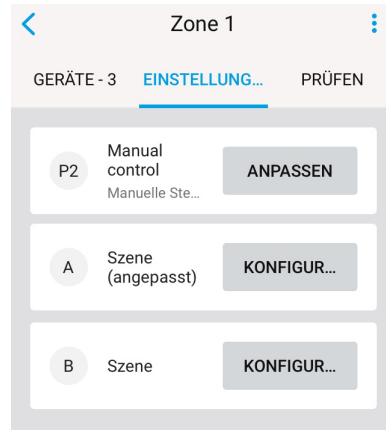 Zone 1
GERÄTE - 3 EINSTELLUNG... PRÜFEN
P2
Manual
control
Manuelle Ste...
ANPASSEN
A
Szene
(angepasst)
KONFIGUR...
B
Szene
KONFIGUR...